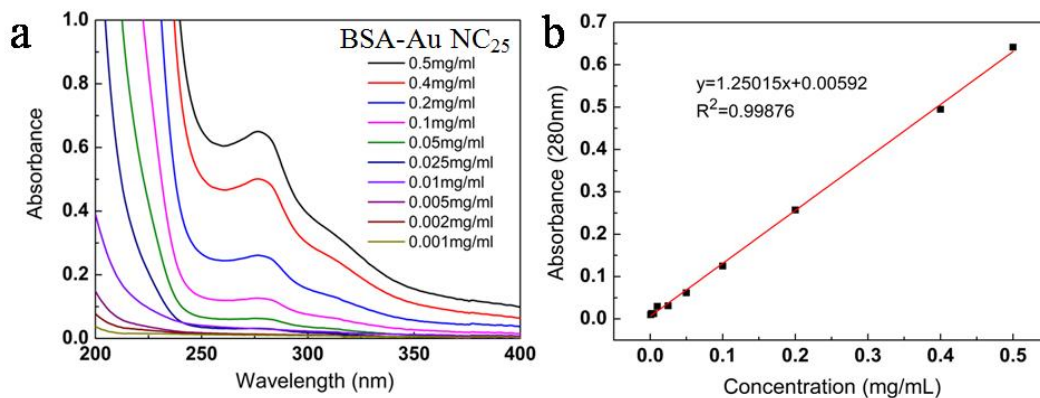 a
BSA-Au NC₂₅
0.5mg/ml
0.4mg/ml
0.2mg/ml
0.1mg/ml
0.05mg/ml
0.025mg/ml
0.01mg/ml
0.005mg/ml
0.002mg/ml
0.001mg/ml
1.0
0.8
0.6
0.4
0.2
0.0
Absorbance
200 250 300 350 400
Wavelength (nm)
b
y=1.25015x+0.00592
R²=0.99876
0.7
0.6
0.5
0.4
0.3
0.2
0.1
0.00
Absorbance (280nm)
0.0 0.1 0.2 0.3 0.4 0.5
Concentration (mg/mL)